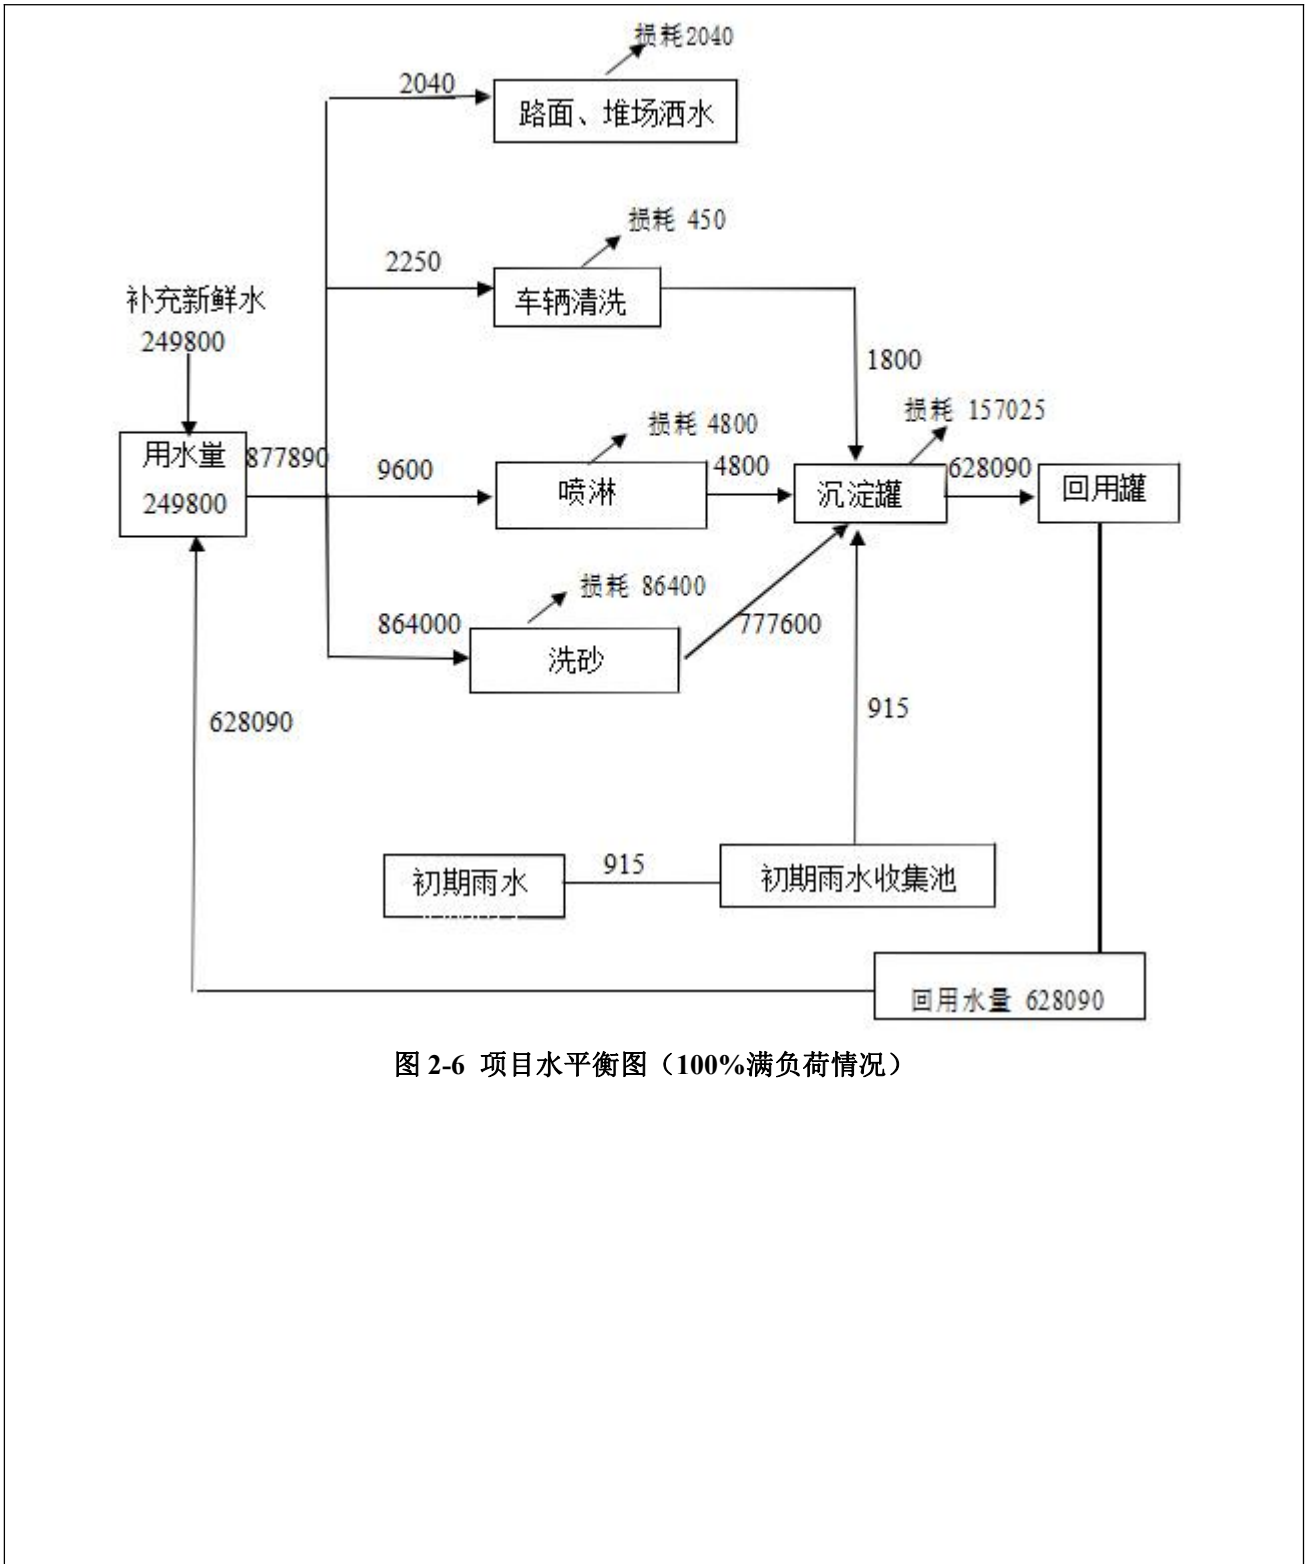 损耗2040
2040
路面、堆场洒水
损耗 450
2250
车辆清洗
补充新鲜水
249800
1800
损耗 157025
损耗 4800
用水量
249800
877890
9600
喷淋
4800
沉淀罐
628090
回用罐
损耗 86400
864000
洗砂
777600
628090
915
初期雨水
915
初期雨水收集池
回用水量 628090
图 2-6 项目水平衡图（100%满负荷情况）